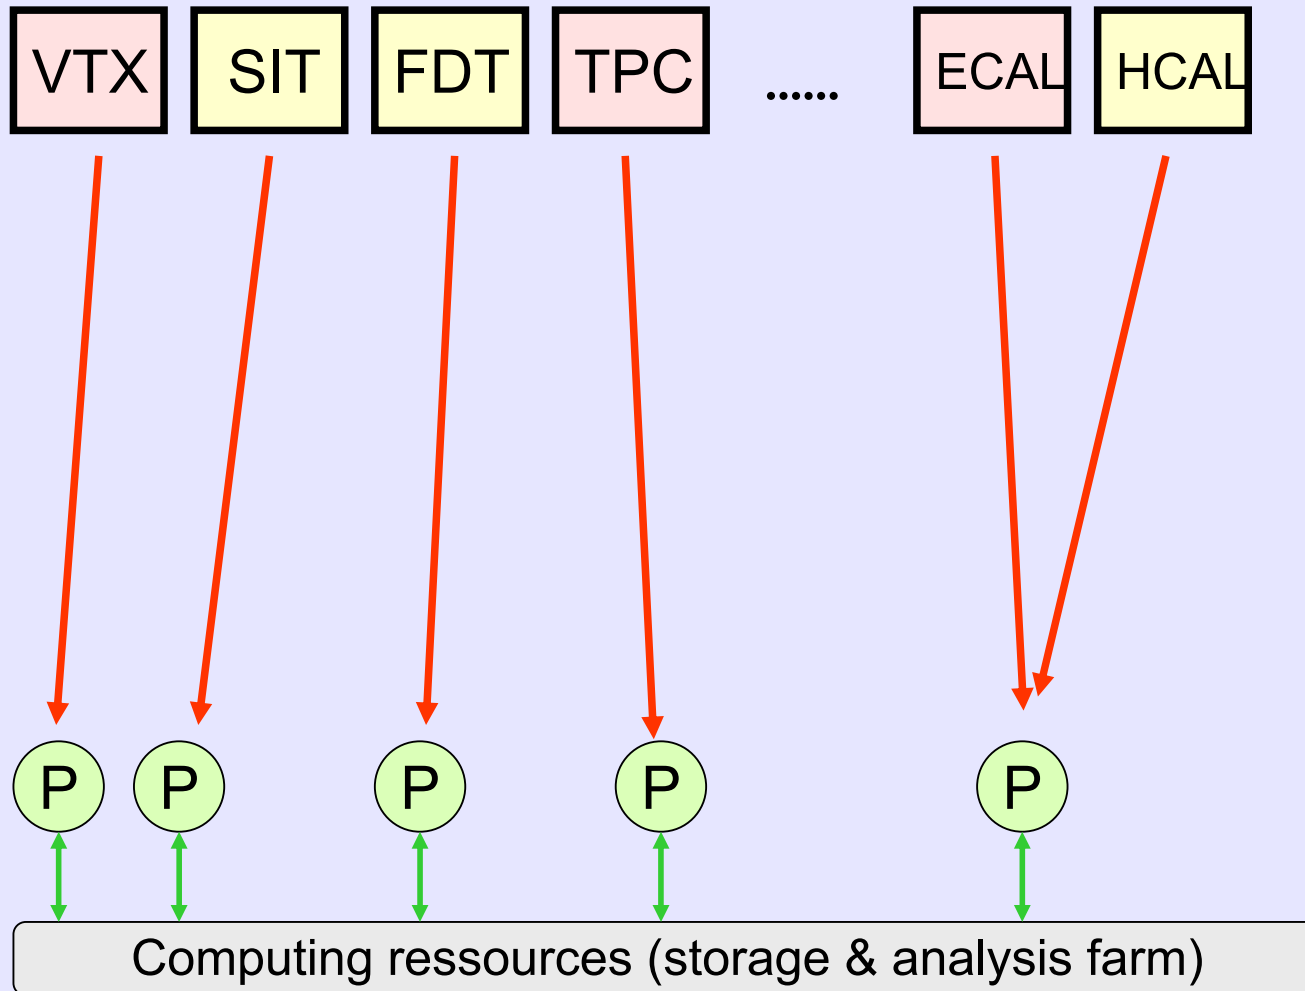 VTX SIT FDT TPC ...... ECAL HCAL
P P P P P
Computing ressources (storage & analysis farm)